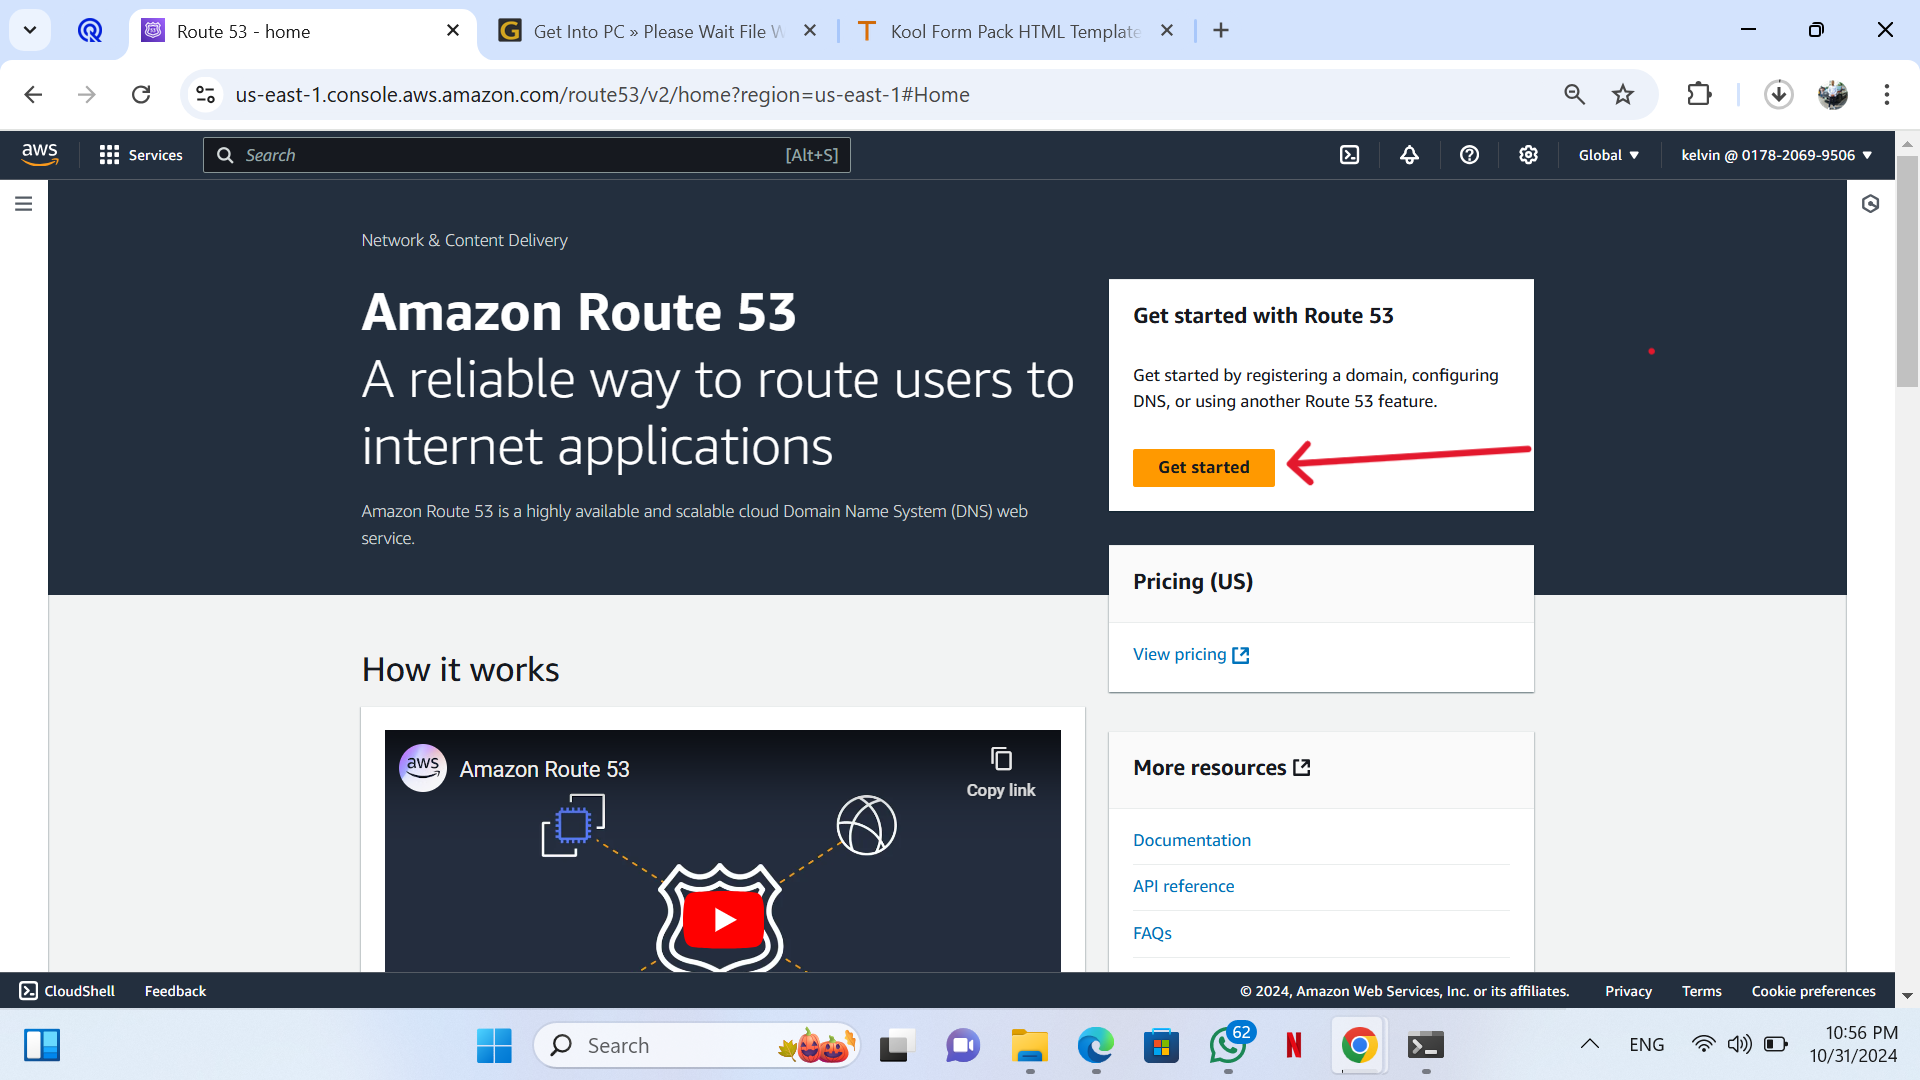 Route 53 - home
Get Into PC » Please Wait File W
Kool Form Pack HTML Template
us-east-1.console.aws.amazon.com/route53/v2/home?region=us-east-1#Home
aws
Services
Search
[Alt+S]
Global
kelvin @ 0178-2069-9506
Network & Content Delivery
Amazon Route 53
A reliable way to route users to
internet applications
Amazon Route 53 is a highly available and scalable cloud Domain Name System (DNS) web
service.
Get started with Route 53
Get started by registering a domain, configuring
DNS, or using another Route 53 feature.
Get started
Pricing (US)
View pricing
How it works
aws
Amazon Route 53
Copy link
More resources
Documentation
API reference
FAQs
CloudShell
Feedback
© 2024, Amazon Web Services, Inc. or its affiliates.
Privacy
Terms
Cookie preferences
Search
62
N
ENG
10:56 PM
10/31/2024